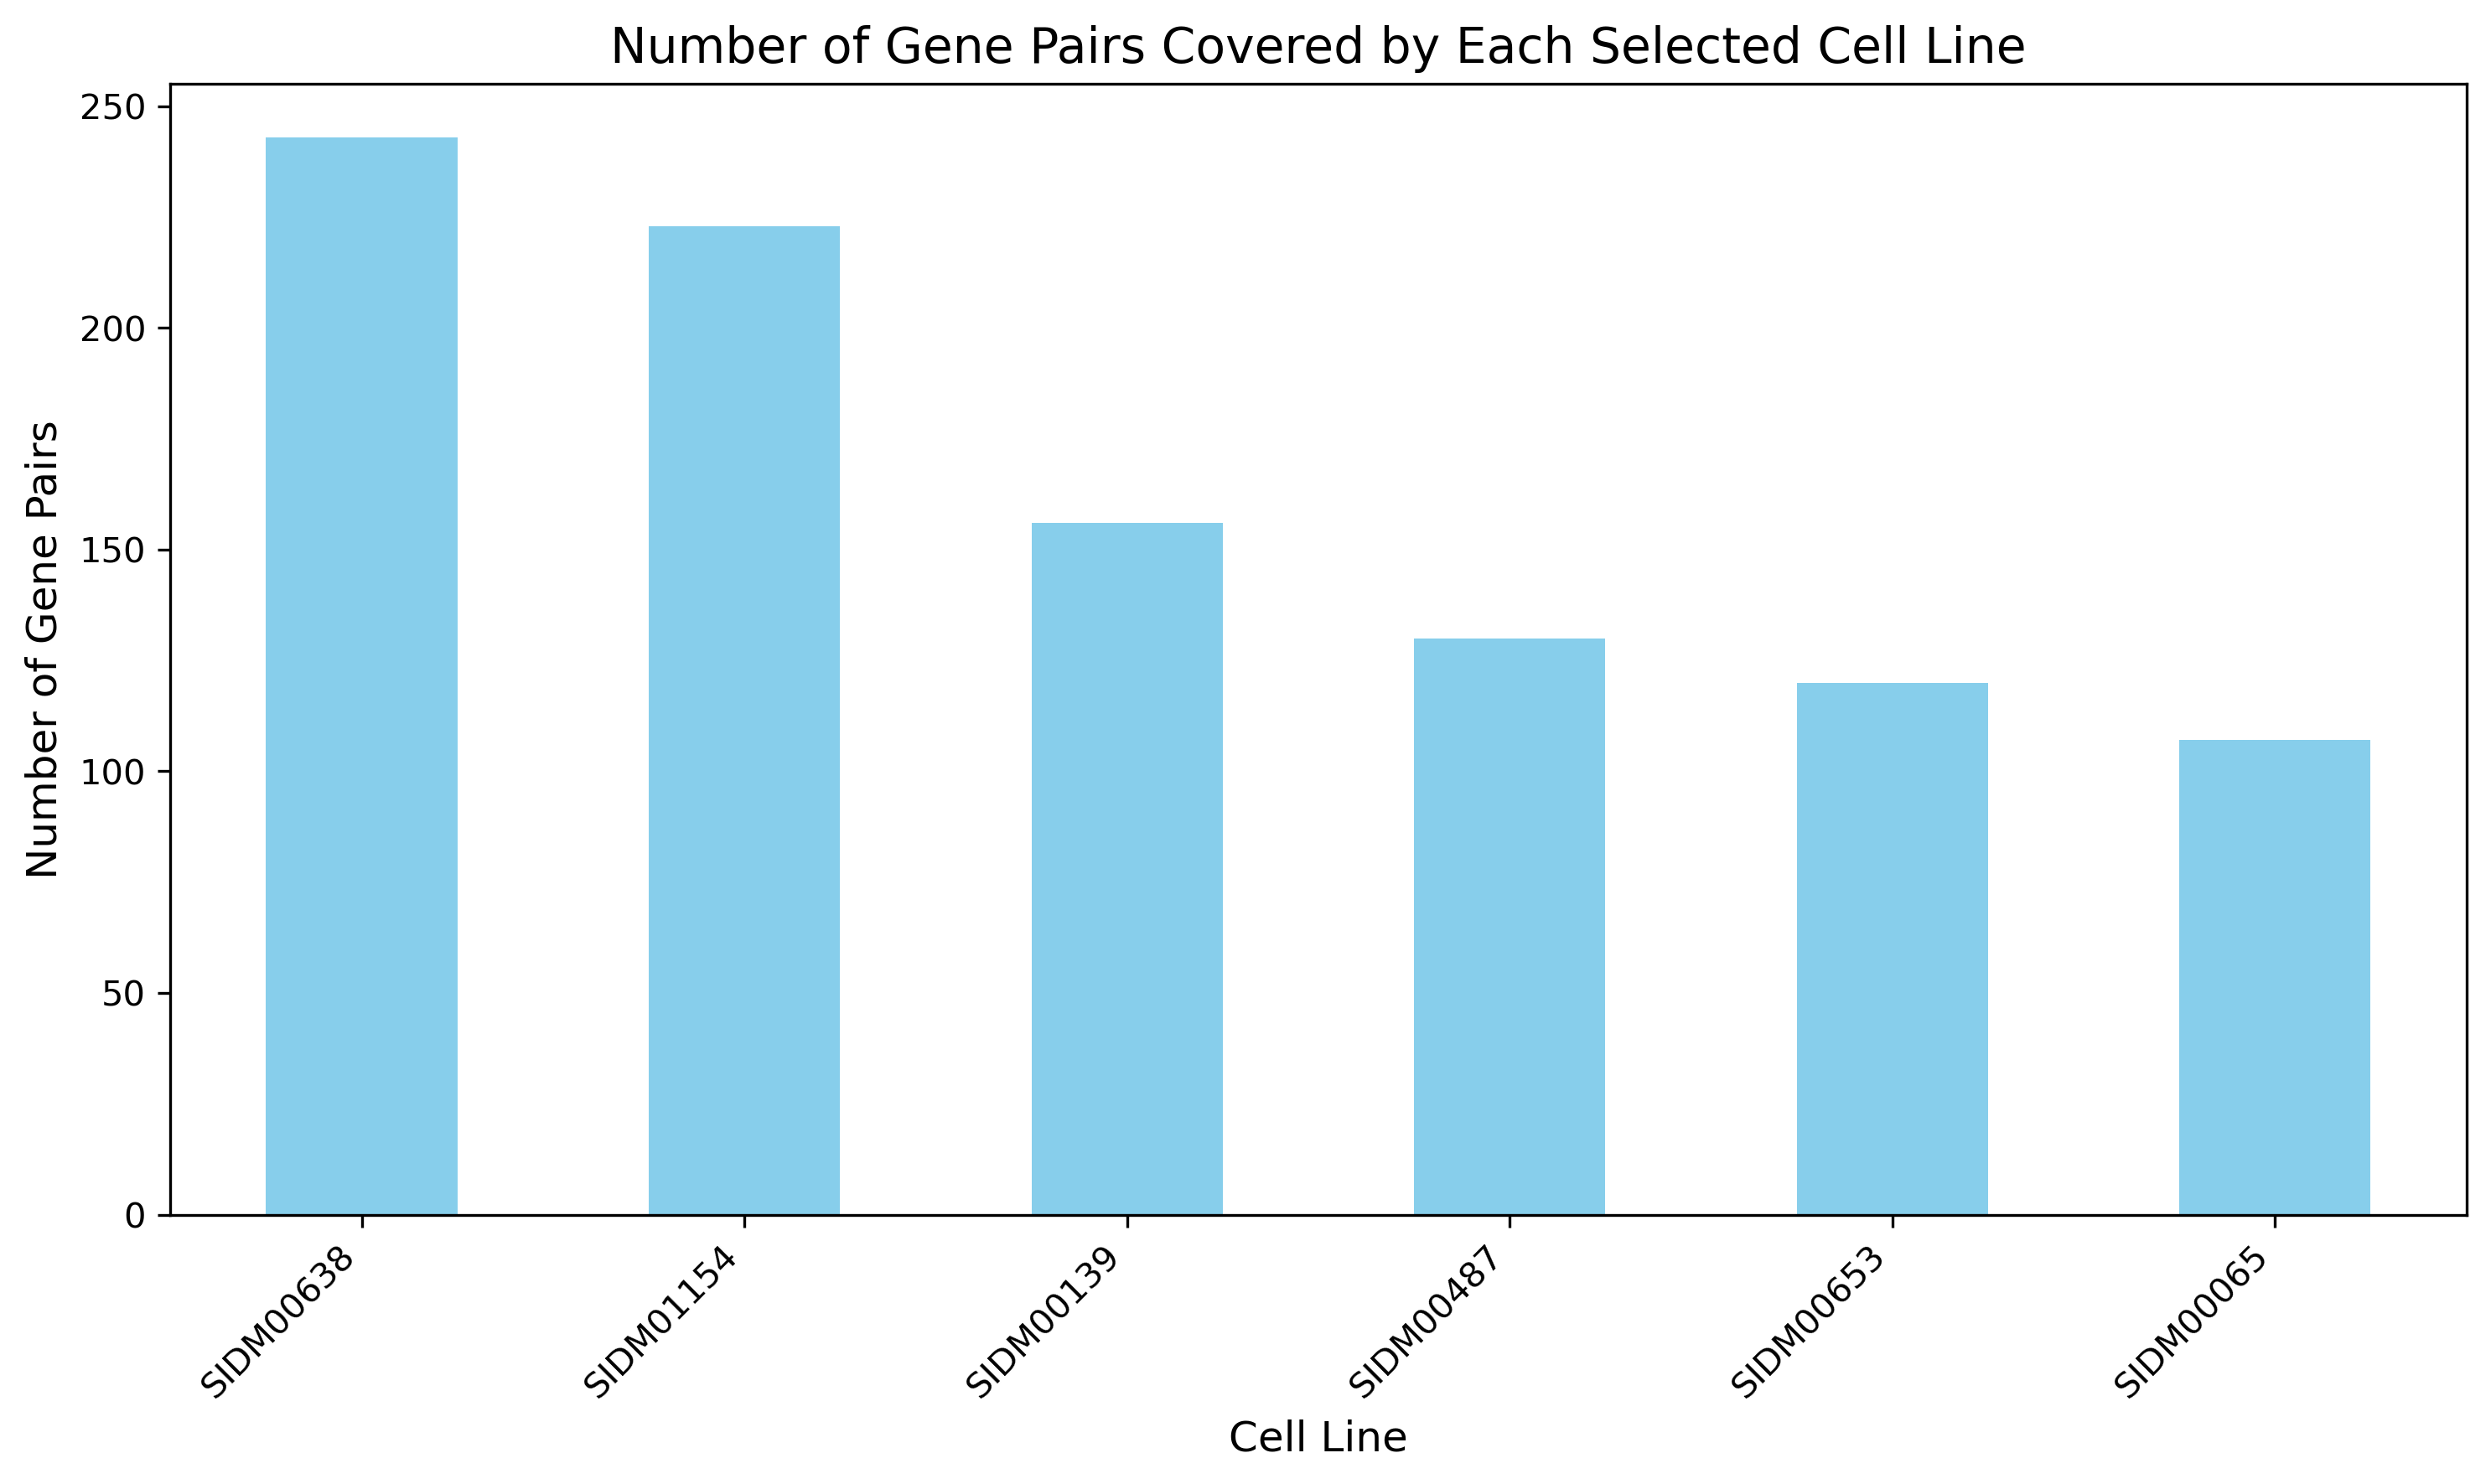 Number of Gene Pairs Covered by Each Selected Cell Line
Number of Gene Pairs
250
200
150
100
50
0
SIDM00638
SIDM01154
SIDM00139
SIDM00487
SIDM00653
SIDM00065
Cell Line